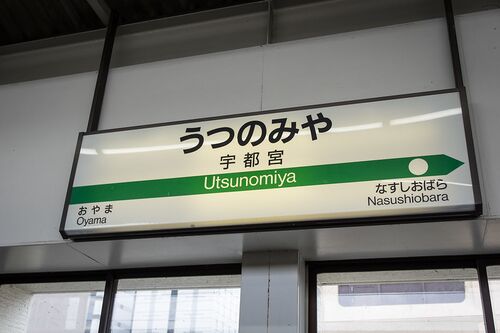 うつのみや
宇都宮
Utsunomiya
おやま
Oyama
なすしおばら
Nasushiobara